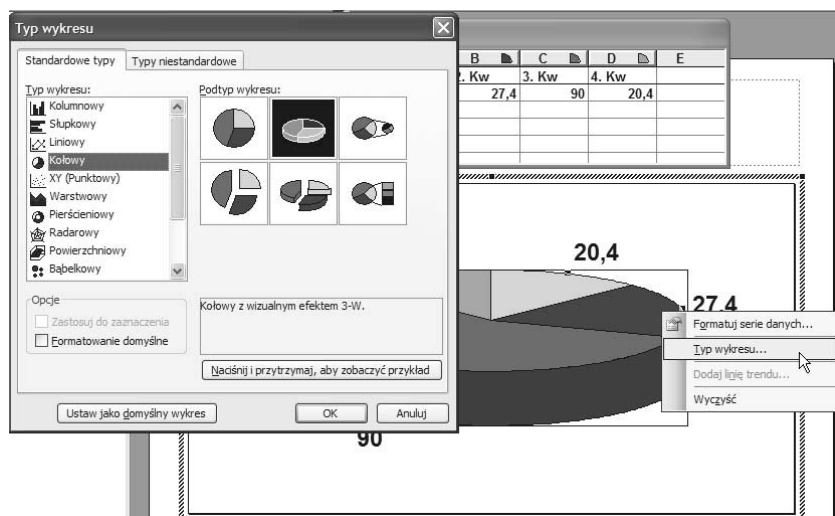 Typ wykresu
Standardowe typy
Typy niestandardowe
Typ wykresu:
Kolumnowy
Słupkowy
Liniowy
Kołowy
XY (Punktowy)
Warstwowy
Pierścieniowy
Radarowy
Powierzchniowy
Bąbelkowy
Podtyp wykresu:
Opcje
Zastosuj do zaznaczenia
Formatowanie domyślne
Kołowy z wizualnym efektem 3-W.
Naciśnij i przytrzymaj, aby zobaczyć przykład
Ustaw jako domyślny wykres
OK
Anuluj
B C D E
2. Kw 3. Kw 4. Kw
27,4 90 20,4
20,4
27,4
90
Formatuj serie danych...
Typ wykresu...
Dodaj linię trendu...
Wyczyść